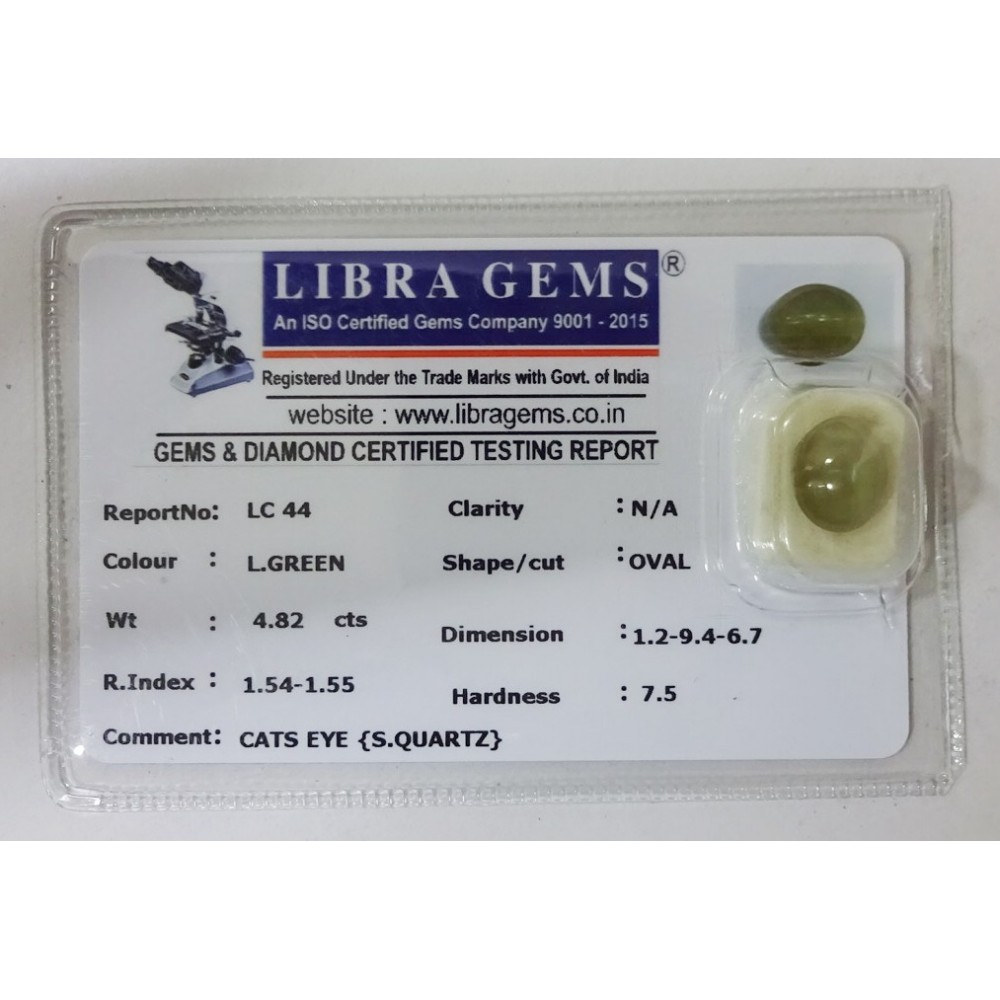 LIBRA GEMS ®
An ISO Certified Gems Company 9001 - 2015
Registered Under the Trade Marks with Govt. of India
website : www.libragems.co.in
GEMS & DIAMOND CERTIFIED TESTING REPORT
ReportNo: LC 44 Clarity : N/A
Colour : L.GREEN Shape/cut : OVAL
Wt : 4.82 cts Dimension : 1.2-9.4-6.7
R.Index : 1.54-1.55 Hardness : 7.5
Comment: CATS EYE {S.QUARTZ}